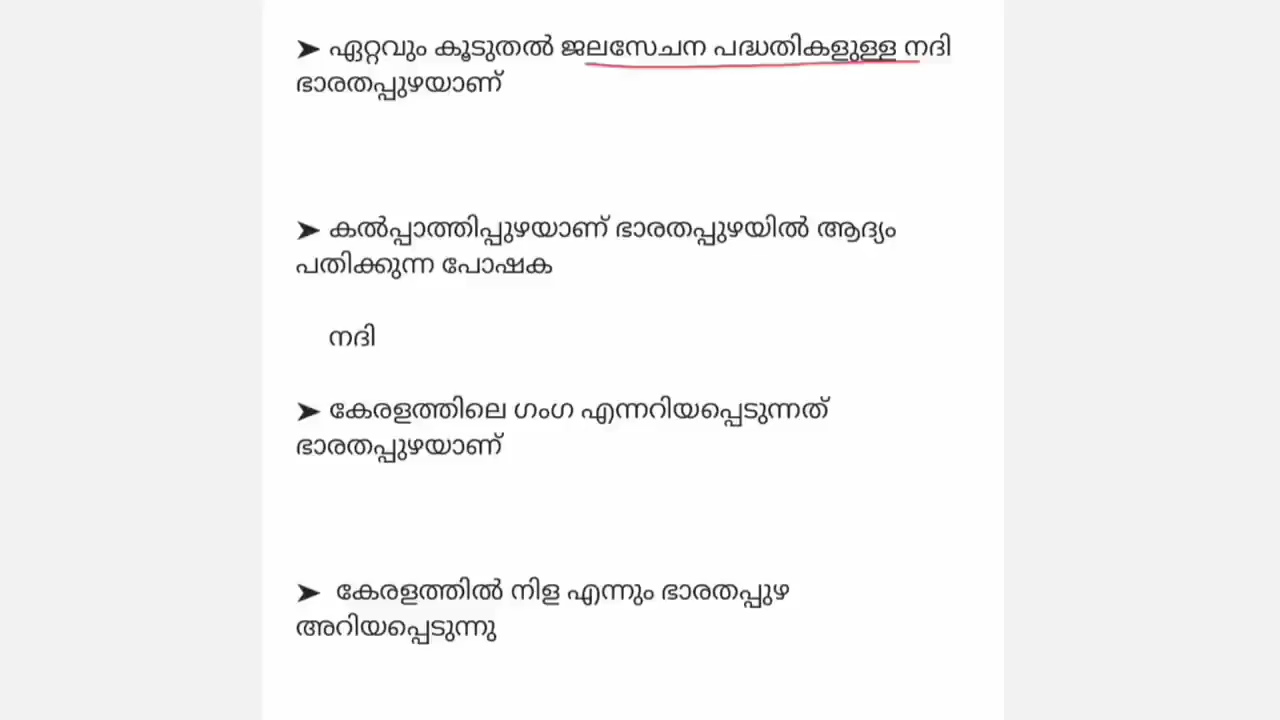 ➤ ഏറ്റവും കൂടുതൽ ജലസേചന പദ്ധതികളുള്ള നദി
ഭാരതപ്പുഴയാണ്
➤ കൽപ്പാത്തിപ്പുഴയാണ് ഭാരതപ്പുഴയിൽ ആദ്യം
പതിക്കുന്ന പോഷക
നദി
➤ കേരളത്തിലെ ഗംഗ എന്നറിയപ്പെടുന്നത്
ഭാരതപ്പുഴയാണ്
➤ കേരളത്തിൽ നിള എന്നും ഭാരതപ്പുഴ
അറിയപ്പെടുന്നു